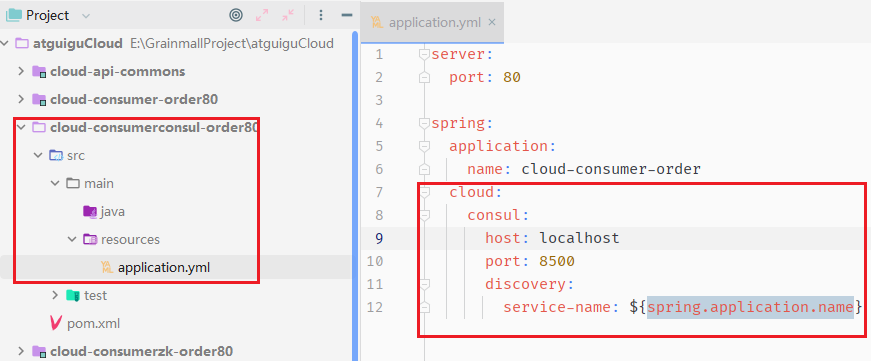 Project
atguiguCloud E:\GrainmallProject\atguiguCloud
cloud-api-commons
cloud-consumer-order80
cloud-consumerconsul-order80
src
main
java
resources
application.yml
test
pom.xml
cloud-consumerzk-order80
application.yml
1 server:
2 port: 80
3
4 spring:
5 application:
6 name: cloud-consumer-order
7 cloud:
8 consul:
9 host: localhost
10 port: 8500
11 discovery:
12 service-name: ${spring.application.name}